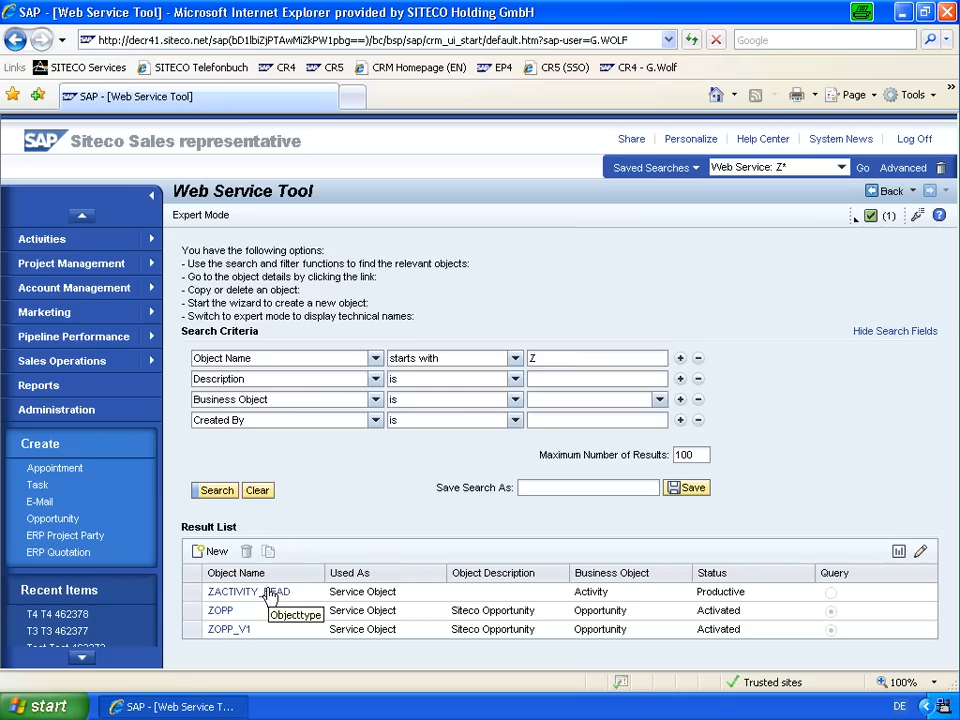 SAP - [Web Service Tool] - Microsoft Internet Explorer provided by SITECO Holding GmbH
http://decr41.siteco.net/sap(bD1lbiZjPTAwMiZkPW1pbg==)/bc/bsp/sap/crm_ui_start/default.htm?sap-user=G.WOLF
Google
Links SITECO Services SITECO Telefonbuch CR4 CR5 CRM Homepage (EN) EP4 CR5 (SSO) CR4 - G.Wolf
SAP - [Web Service Tool]
Page Tools
SAP Siteco Sales representative
Share Personalize Help Center System News Log Off
Saved Searches Web Service: Z* Go Advanced
Web Service Tool
Back
Expert Mode
(1)
Activities
Project Management
Account Management
Marketing
Pipeline Performance
Sales Operations
Reports
Administration
Create
Appointment
Task
E-Mail
Opportunity
ERP Project Party
ERP Quotation
Recent Items
T4 T4 462378
T3 T3 462377
You have the following options:
- Use the search and filter functions to find the relevant objects:
- Go to the object details by clicking the link:
- Copy or delete an object:
- Start the wizard to create a new object:
- Switch to expert mode to display technical names:
Search Criteria
Hide Search Fields
Object Name starts with Z
Description is
Business Object is
Created By is
Maximum Number of Results: 100
Search Clear Save Search As: Save
Result List
New
Object Name Used As Object Description Business Object Status Query
Service Object Activity Productive
ZOPP Service Object Siteco Opportunity Opportunity Activated
Objecttype
ZOPP_V1 Service Object Siteco Opportunity Opportunity Activated
Trusted sites 100%
start SAP - [Web Service T... DE